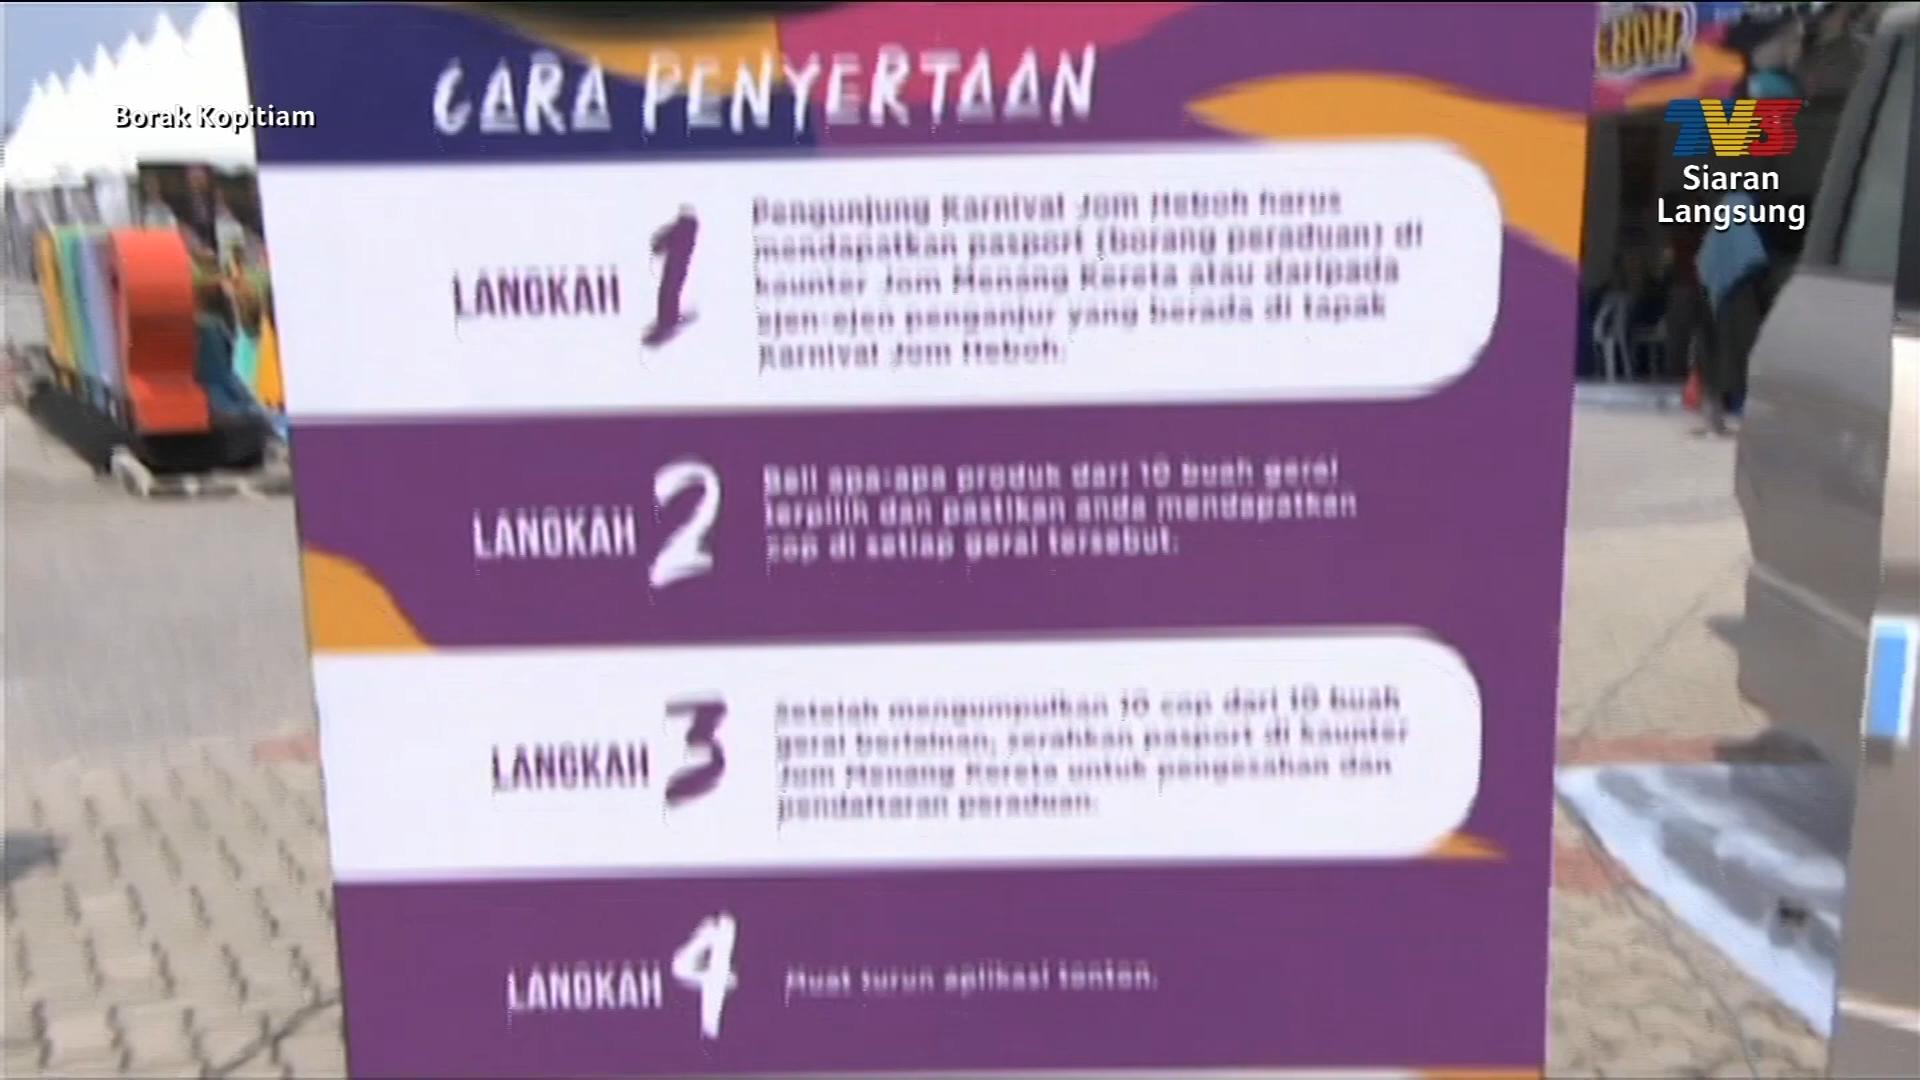 CARA PENYERTAAN
Borak Kopitiam
TV3
Siaran
Langsung
LANGKAH 1
Pengunjung Karnival Jom Heboh harus
mendapatkan pasport (borang peraduan) di
kaunter Jom Menang Kereta atau daripada
ejen-ejen penganjur yang berada di tapak
Karnival Jom Heboh.
LANGKAH 2
Beli apa-apa produk dari 10 buah gerai
terpilih dan pastikan anda mendapatkan
cop di setiap gerai tersebut.
LANGKAH 3
Setelah mengumpulkan 10 cop dari 10 buah
gerai berlainan, serahkan pasport di kaunter
Jom Menang Kereta untuk pengesahan dan
pendaftaran peraduan.
LANGKAH 4
Muat turun aplikasi tonton.